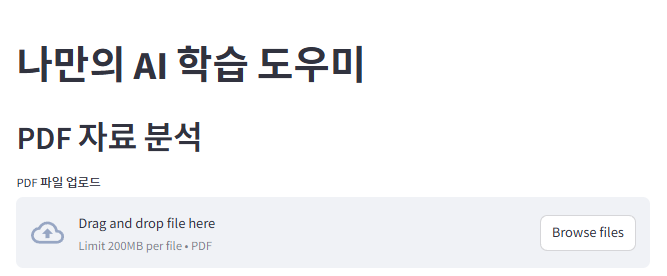 나만의 AI 학습 도우미
PDF 자료 분석
PDF 파일 업로드
Drag and drop file here
Limit 200MB per file • PDF
Browse files